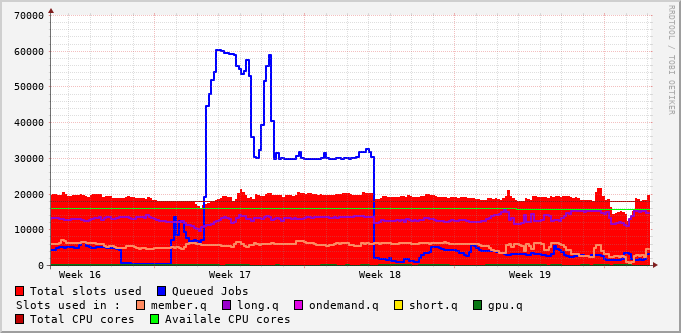 70000
60000
50000
40000
30000
20000
10000
0
Week 16 Week 17 Week 18 Week 19
RRDTOOL / TOBI OETIKER
Total slots used Queued Jobs
Slots used in : member.q long.q ondemand.q short.q gpu.q
Total CPU cores Availale CPU cores